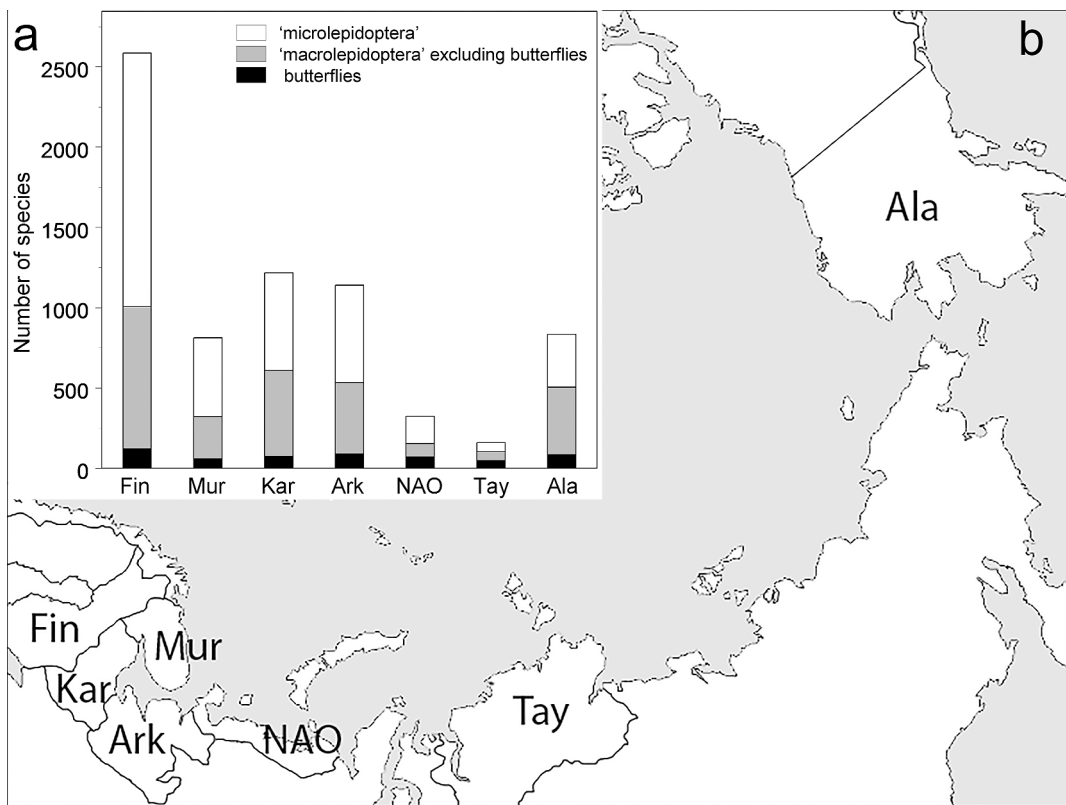 a
'microlepidoptera'
'macrolepidoptera' excluding butterflies
butterflies
Number of species
2500
2000
1500
1000
500
0
Fin Mur Kar Ark NAO Tay Ala
b
Ala
Fin
Mur
Kar
Ark
NAO
Tay